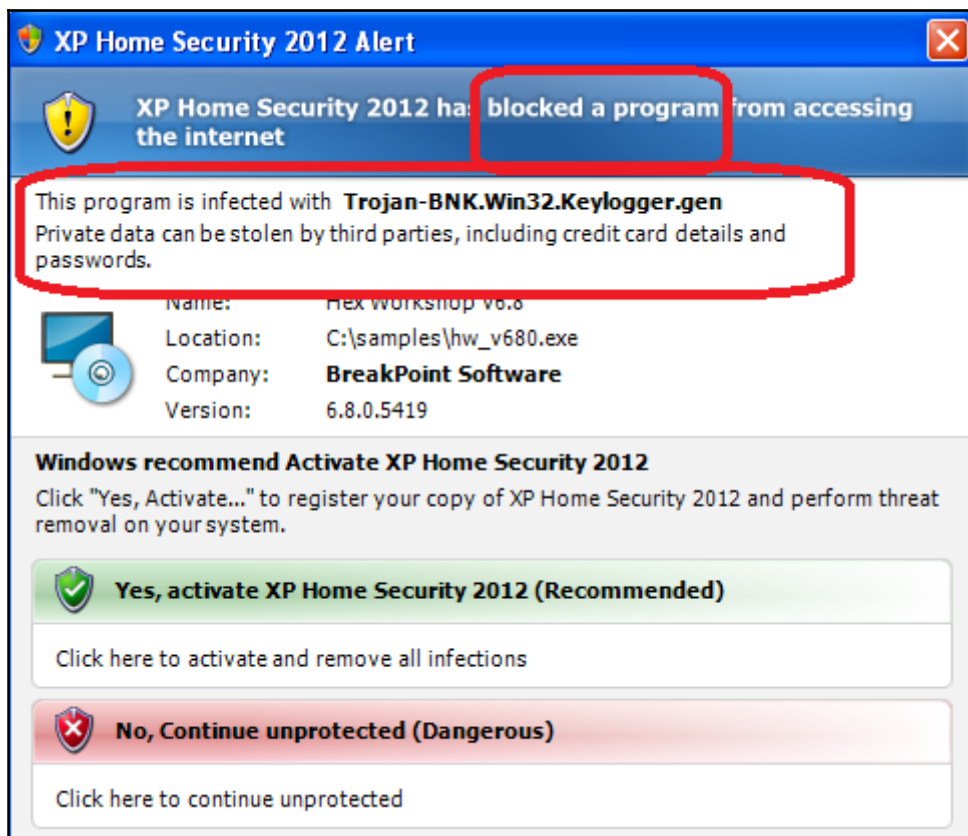 XP Home Security 2012 Alert
XP Home Security 2012 has blocked a program from accessing
the internet
This program is infected with Trojan-BNK.Win32.Keylogger.gen
Private data can be stolen by third parties, including credit card details and
passwords.
Name: Hex Workshop v6.8
Location: C:\samples\hw_v680.exe
Company: BreakPoint Software
Version: 6.8.0.5419
Windows recommend Activate XP Home Security 2012
Click "Yes, Activate..." to register your copy of XP Home Security 2012 and perform threat
removal on your system.
Yes, activate XP Home Security 2012 (Recommended)
Click here to activate and remove all infections
No, Continue unprotected (Dangerous)
Click here to continue unprotected